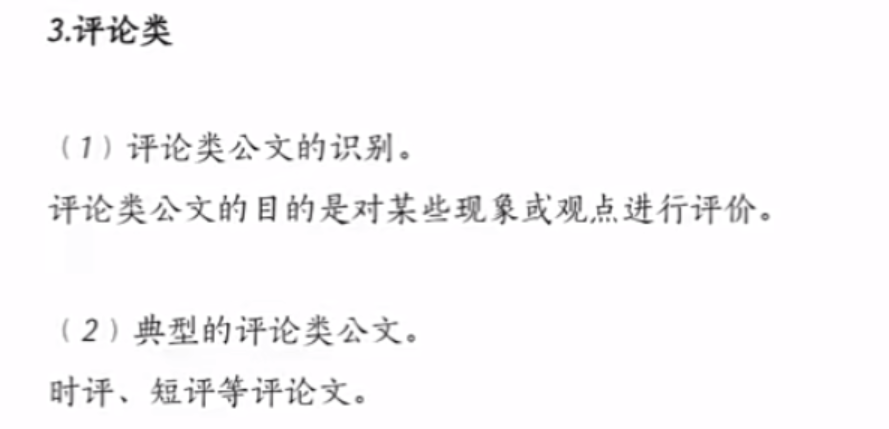 3.评论类
（1）评论类公文的识别。
评论类公文的目的是对某些现象或观点进行评价。
（2）典型的评论类公文。
时评、短评等评论文。